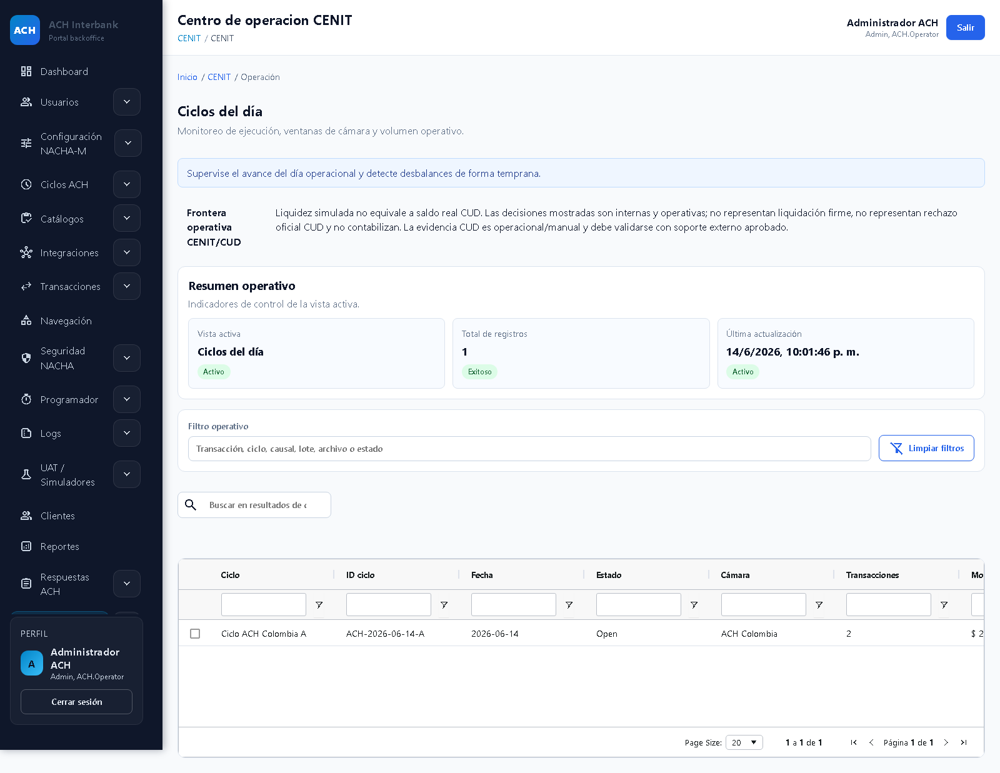 ACH
ACH Interbank
Portal backoffice
Dashboard
Usuarios
Configuración
NACHA-M
Ciclos ACH
Catálogos
Integraciones
Transacciones
Navegación
Seguridad
NACHA
Programador
Logs
UAT /
Simuladores
Clientes
Reportes
Respuestas
ACH
PERFIL
A
Administrador
ACH
Admin, ACH.Operator
Cerrar sesión
Centro de operacion CENIT
CENIT / CENIT
Administrador ACH
Admin, ACH.Operator
Salir
Inicio / CENIT / Operación
Ciclos del día
Monitoreo de ejecución, ventanas de cámara y volumen operativo.
Supervise el avance del día operacional y detecte desbalances de forma temprana.
Frontera
operativa
CENIT/CUD
Liquidez simulada no equivale a saldo real CUD. Las decisiones mostradas son internas y operativas; no representan liquidación firme, no representan rechazo
oficial CUD y no contabilizan. La evidencia CUD es operacional/manual y debe validarse con soporte externo aprobado.
Resumen operativo
Indicadores de control de la vista activa.
Vista activa
Ciclos del día
Activo
Total de registros
1
Exitoso
Última actualización
14/6/2026, 10:01:46 p. m.
Activo
Filtro operativo
Transacción, ciclo, causal, lote, archivo o estado
Limpiar filtros
Buscar en resultados de c
Ciclo ID ciclo Fecha Estado Cámara Transacciones Mo
Ciclo ACH Colombia A ACH-2026-06-14-A 2026-06-14 Open ACH Colombia 2 $ 2
Page Size: 20 1 a 1 de 1 Página 1 de 1